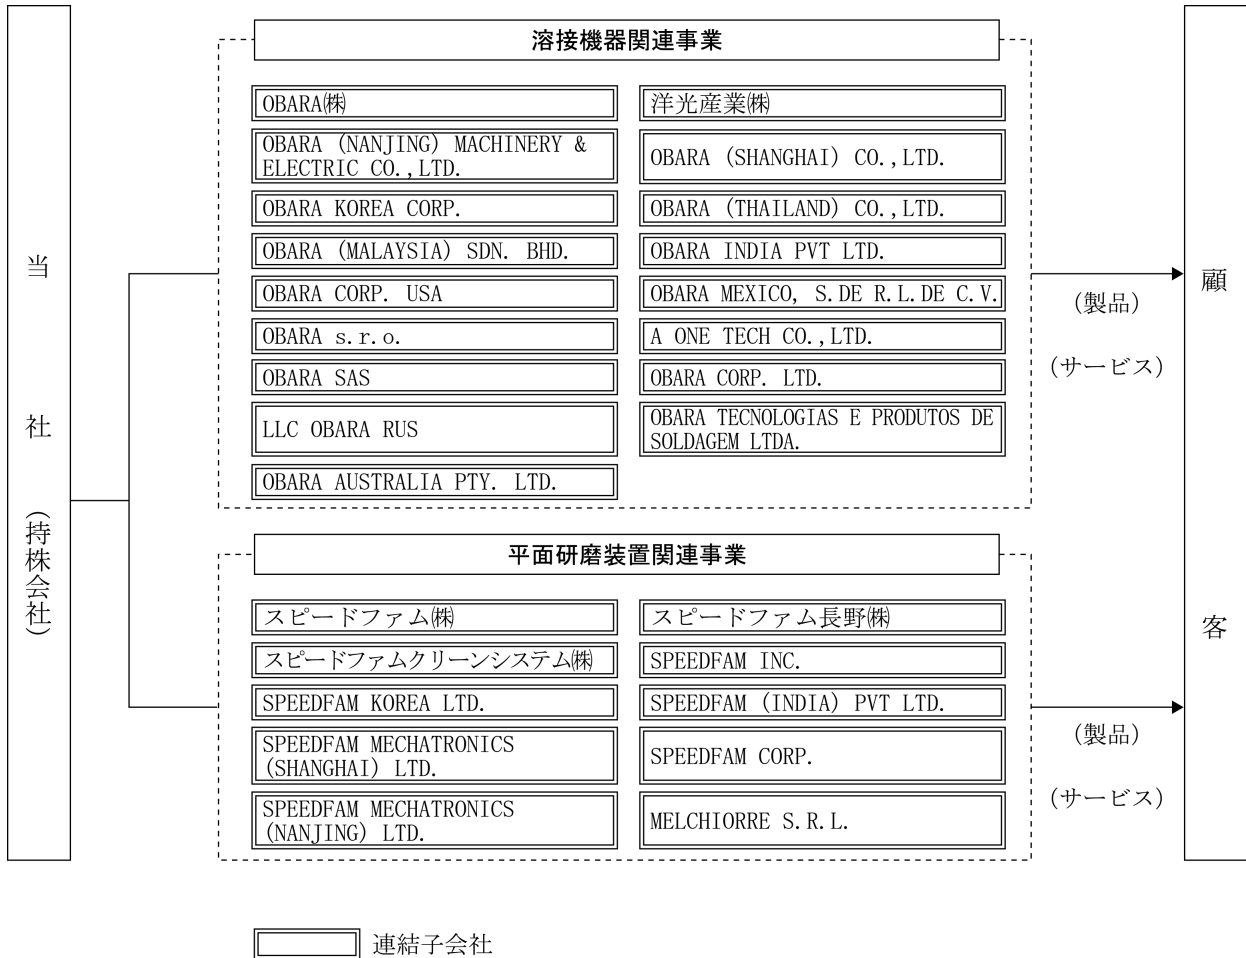 当社(持株会社)
溶接機器関連事業
OBARA㈱
洋光産業㈱
OBARA (NANJING) MACHINERY &
ELECTRIC CO.,LTD.
OBARA (SHANGHAI) CO.,LTD.
OBARA KOREA CORP.
OBARA (THAILAND) CO.,LTD.
OBARA (MALAYSIA) SDN. BHD.
OBARA INDIA PVT LTD.
OBARA CORP. USA
OBARA MEXICO, S.DE R.L.DE C.V.
OBARA s.r.o.
A ONE TECH CO.,LTD.
OBARA SAS
OBARA CORP. LTD.
LLC OBARA RUS
OBARA TECNOLOGIAS E PRODUTOS DE
SOLDAGEM LTDA.
OBARA AUSTRALIA PTY. LTD.
(製品)
(サービス)
平面研磨装置関連事業
スピードファム㈱
スピードファム長野㈱
スピードファムクリーンシステム㈱
SPEEDFAM INC.
SPEEDFAM KOREA LTD.
SPEEDFAM (INDIA) PVT LTD.
SPEEDFAM MECHATRONICS
(SHANGHAI) LTD.
SPEEDFAM CORP.
SPEEDFAM MECHATRONICS
(NANJING) LTD.
MELCHIORRE S.R.L.
(製品)
(サービス)
顧客
連結子会社